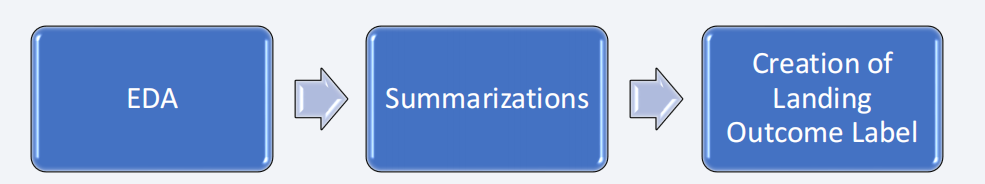 EDA
Summarizations
Creation of
Landing
Outcome Label